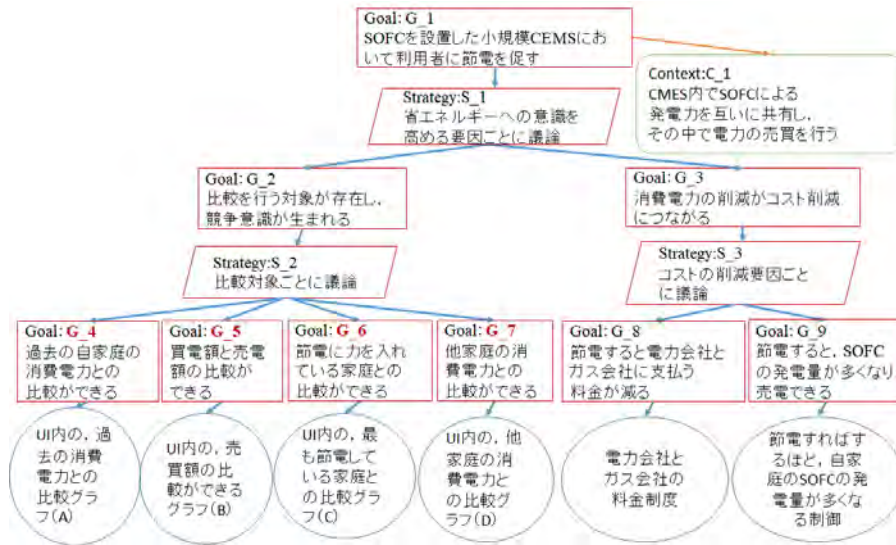 Goal: G_1
SOFCを設置した小規模CEMSにお
いて利用者に節電を促す
Context:C_1
CMES内でSOFCによる
発電力を互いに共有し,
その中で電力の売買を行う
Strategy:S_1
省エネルギーへの意識を
高める要因ごとに議論
Goal: G_2
比較を行う対象が存在し,
競争意識が生まれる
Goal: G_3
消費電力の削減がコスト削減
につながる
Strategy:S_2
比較対象ごとに議論
Strategy:S_3
コストの削減要因ごと
に議論
Goal: G_4
過去の自家庭の
消費電力との
比較ができる
Goal: G_5
買電額と売電
額の比較が
できる
Goal: G_6
節電に力を入れ
ている家庭との
比較ができる
Goal: G_7
他家庭の消
費電力との
比較ができる
Goal: G_8
節電すると電力会社と
ガス会社に支払う
料金が減る
Goal: G_9
節電すると, SOFC
の発電量が多くなり
売電できる
UI内の, 過
去の消費
電力との
比較グラ
フ(A)
UI内の, 売
買額の比
較ができる
グラフ(B)
UI内の, 最
も節電して
いる家庭と
の比較グラ
フ(C)
UI内の, 他
家庭の消
費電力と
の比較グ
ラフ(D)
電力会社と
ガス会社の
料金制度
節電すればす
るほど, 自家
庭のSOFCの発
電量が多くな
る制御